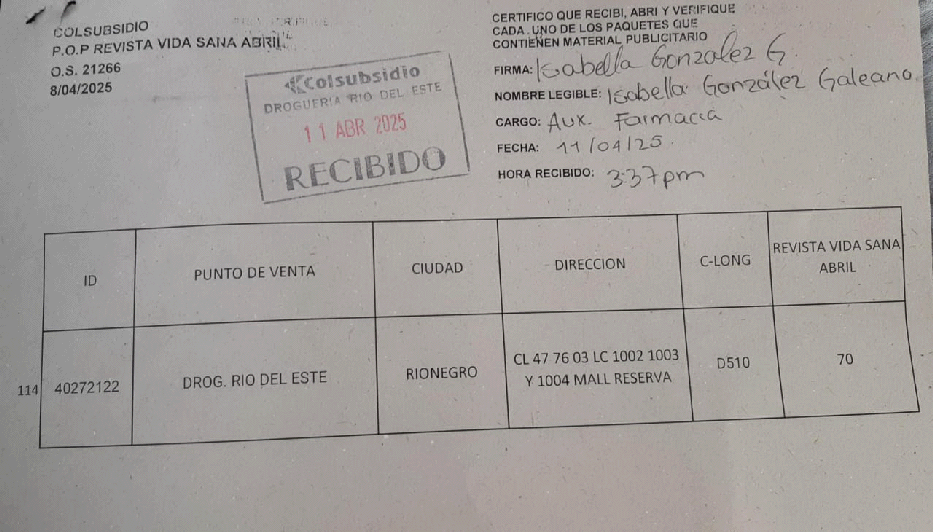 COLSUBSIDIO
P.O.P REVISTA VIDA SANA ABRIL
O.S. 21266
8/04/2025
Colsubsidio
DROGUERIA RIO DEL ESTE
11 ABR 2025
RECIBIDO
CERTIFICO QUE RECIBI, ABRI Y VERIFIQUE
CADA UNO DE LOS PAQUETES QUE
CONTIENEN MATERIAL PUBLICITARIO
FIRMA: Isabella Gonzalez G.
NOMBRE LEGIBLE: Isabella González Galeano
CARGO: Aux. Farmacia
FECHA: 11/04/25.
HORA RECIBIDO: 3:37pm
ID PUNTO DE VENTA CIUDAD DIRECCION C-LONG REVISTA VIDA SANA
ABRIL
114 40272122 DROG. RIO DEL ESTE RIONEGRO CL 47 76 03 LC 1002 1003 D510 70
Y 1004 MALL RESERVA